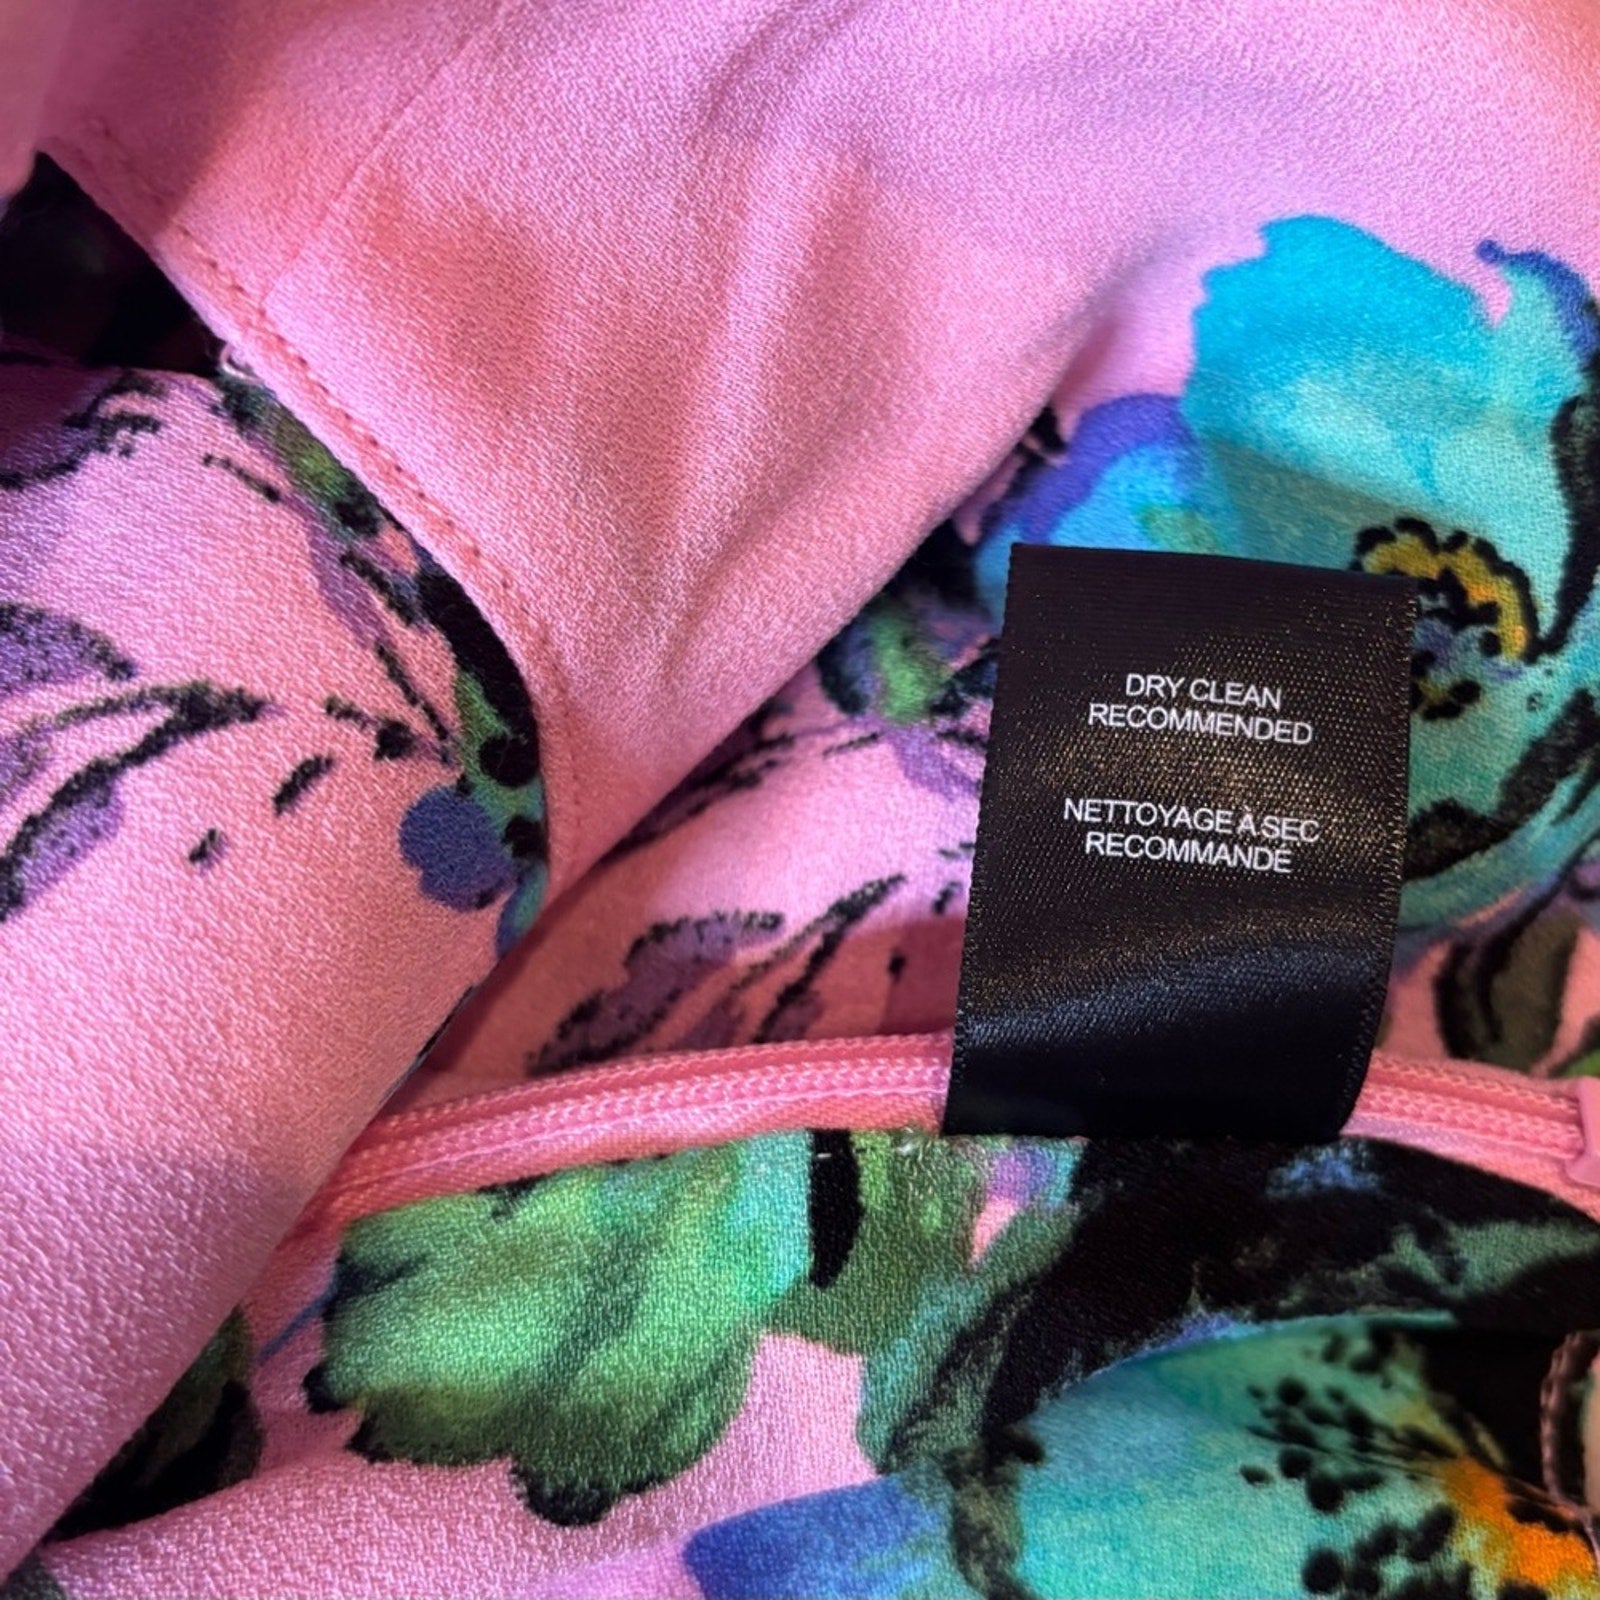 DRY CLEAN
RECOMMENDED
NETTOYAGE À SEC
RECOMMANDÉ